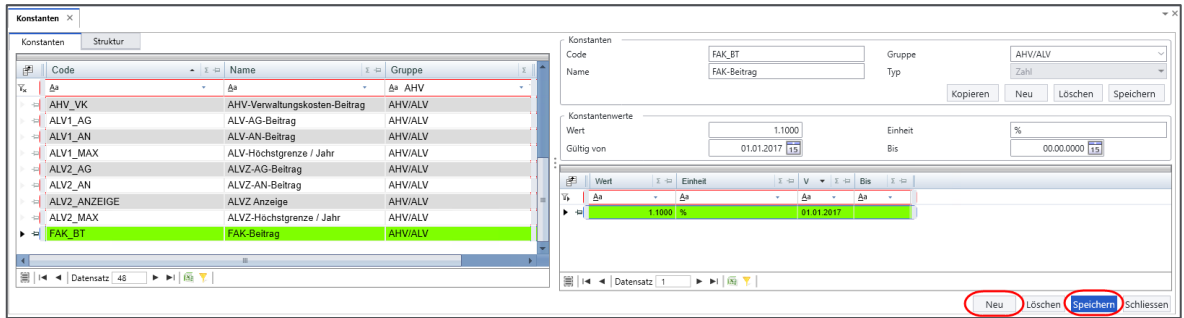 Konstanten ×
Konstanten Struktur
Code Name Gruppe
Aa Aa Aa AHV
AHV_VK AHV-Verwaltungskosten-Beitrag AHV/ALV
ALV1_AG ALV-AG-Beitrag AHV/ALV
ALV1_AN ALV-AN-Beitrag AHV/ALV
ALV1_MAX ALV-Höchstgrenze / Jahr AHV/ALV
ALV2_AG ALVZ-AG-Beitrag AHV/ALV
ALV2_AN ALVZ-AN-Beitrag AHV/ALV
ALV2_ANZEIGE ALVZ Anzeige AHV/ALV
ALV2_MAX ALVZ-Höchstgrenze / Jahr AHV/ALV
FAK_BT FAK-Beitrag AHV/ALV
Datensatz 48
Konstanten
Code FAK_BT Gruppe AHV/ALV
Name FAK-Beitrag Typ Zahl
Kopieren Neu Löschen Speichern
Konstantenwerte
Wert 1.1000 Einheit %
Gültig von 01.01.2017 15 Bis 00.00.0000 15
Wert Einheit V Bis
Aa Aa Aa Aa
1.1000 % 01.01.2017
Datensatz 1
Neu Löschen Speichern Schliessen